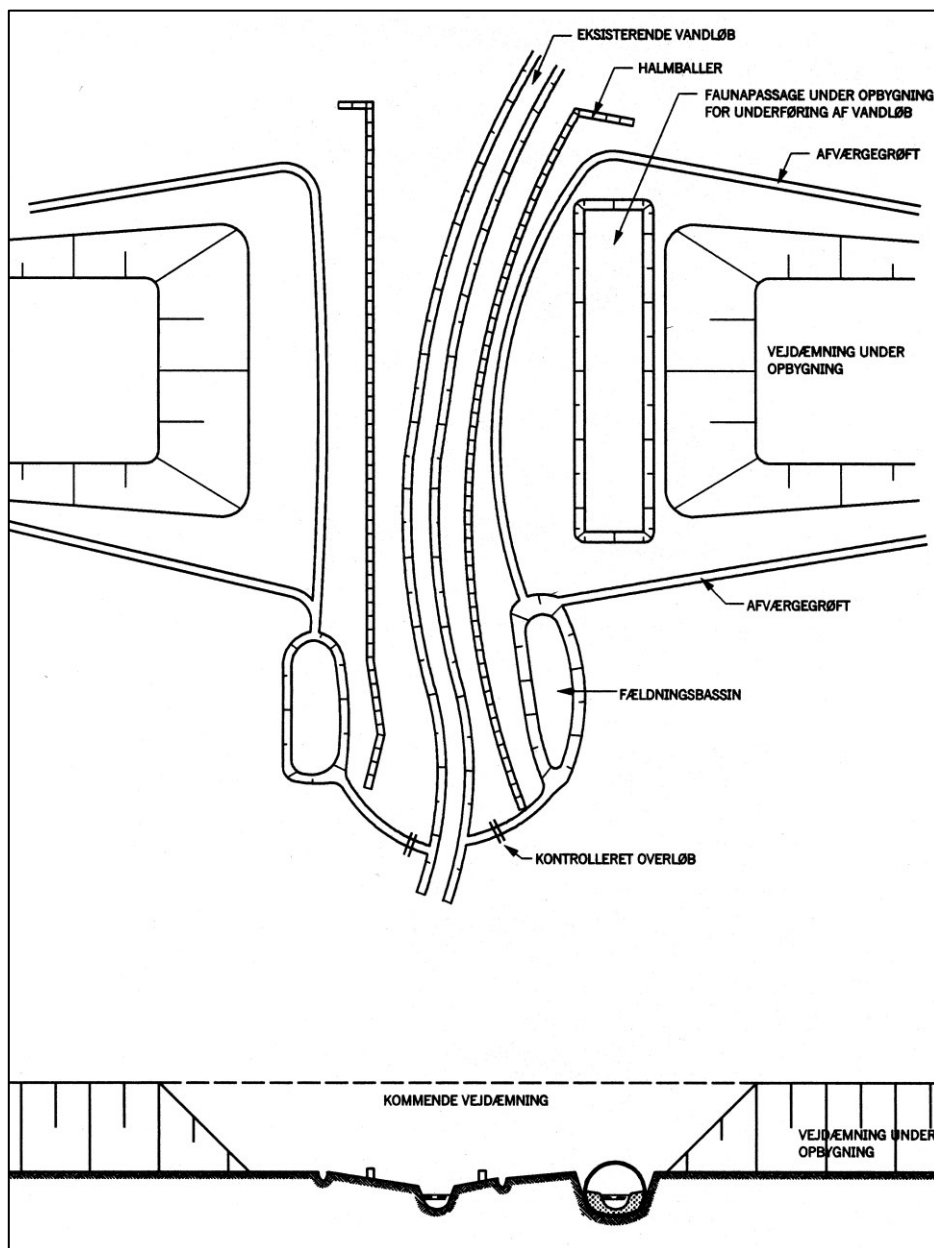 EKSISTERENDE VANDLØB
HALMBALLER
FAUNAPASSAGE UNDER OPBYGNING
FOR UNDERFØRING AF VANDLØB
AFVÆRGEGRØFT
VEJDÆMNING UNDER
OPBYGNING
AFVÆRGEGRØFT
FÆLDNINGSBASSIN
KONTROLLERET OVERLØB
KOMMENDE VEJDÆMNING
VEJDÆMNING UNDER
OPBYGNING